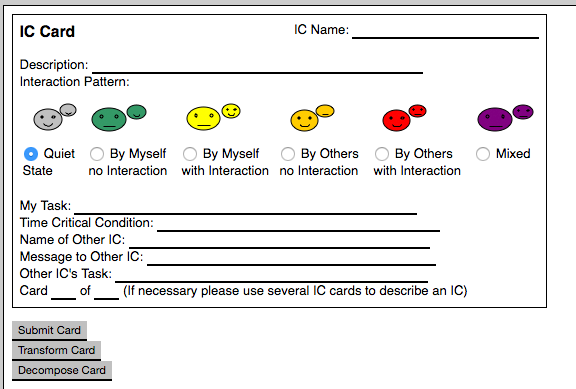 IC Card
IC Name:
Description:
Interaction Pattern:
Quiet State
By Myself no Interaction
By Myself with Interaction
By Others no Interaction
By Others with Interaction
Mixed
My Task:
Time Critical Condition:
Name of Other IC:
Message to Other IC:
Other IC's Task:
Card of (If necessary please use several IC cards to describe an IC)
Submit Card
Transform Card
Decompose Card